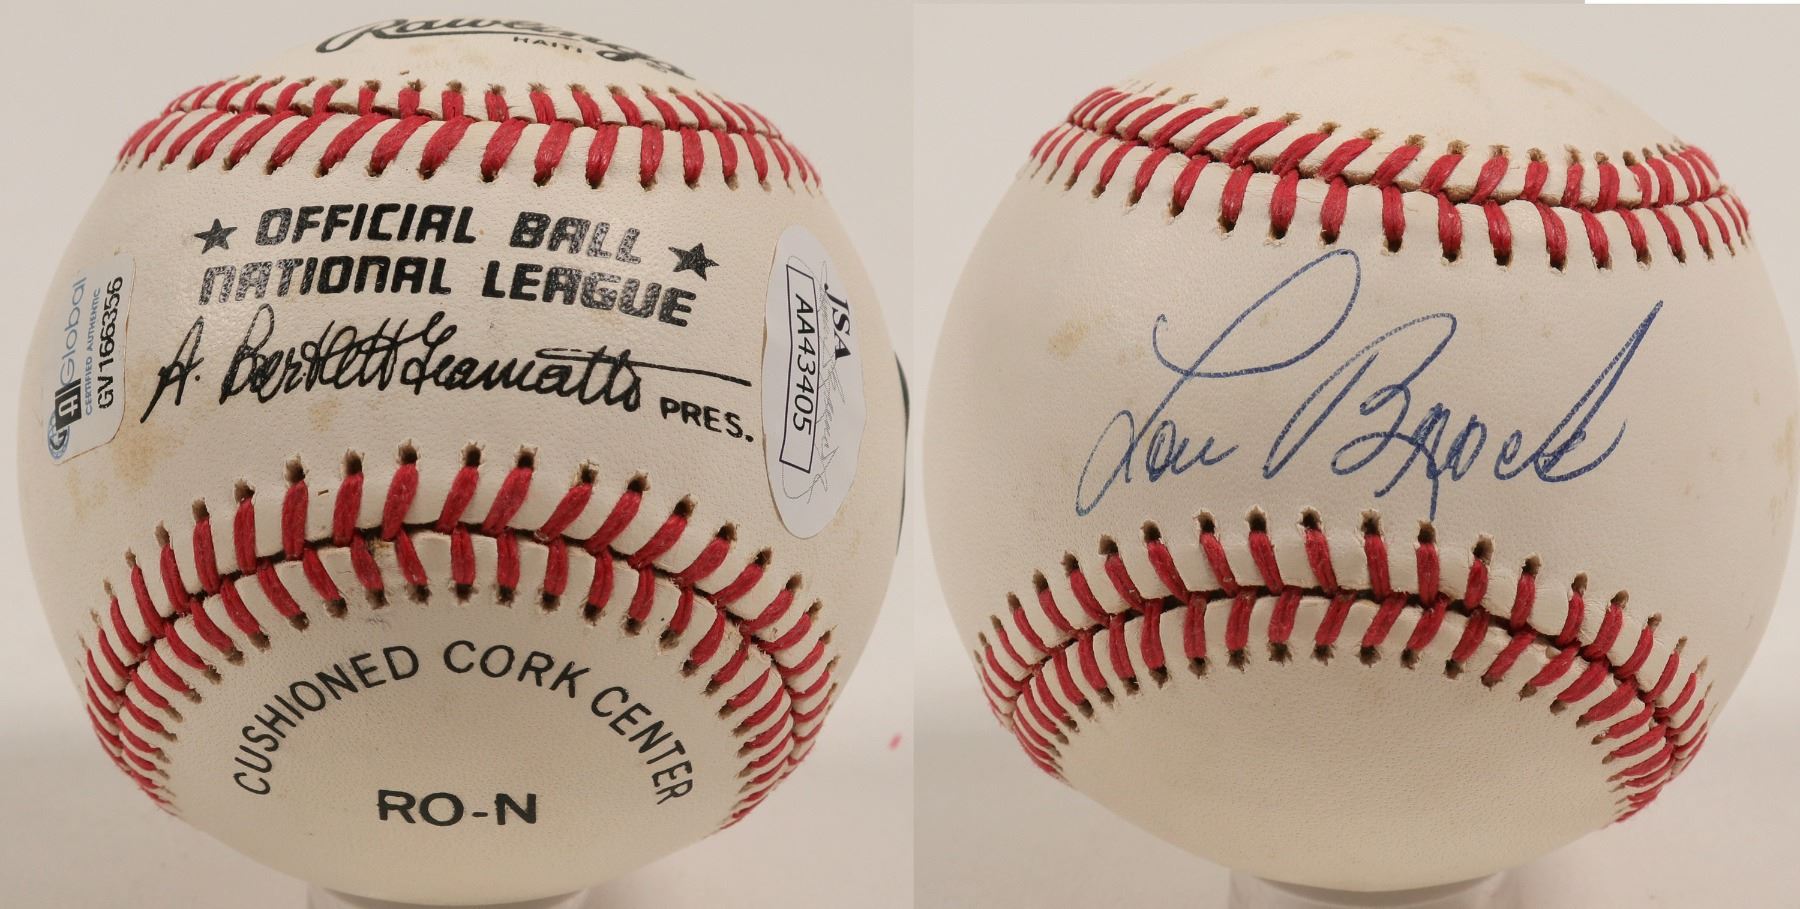 Rawlings
HAITI
OFFICIAL BALL
NATIONAL LEAGUE
A. Bartlett Giamatti PRES.
Global
CERTIFIED AUTHENTIC
GV166356
JSA
AA43405
CUSHIONED CORK CENTER
RO-N
Lou Brock